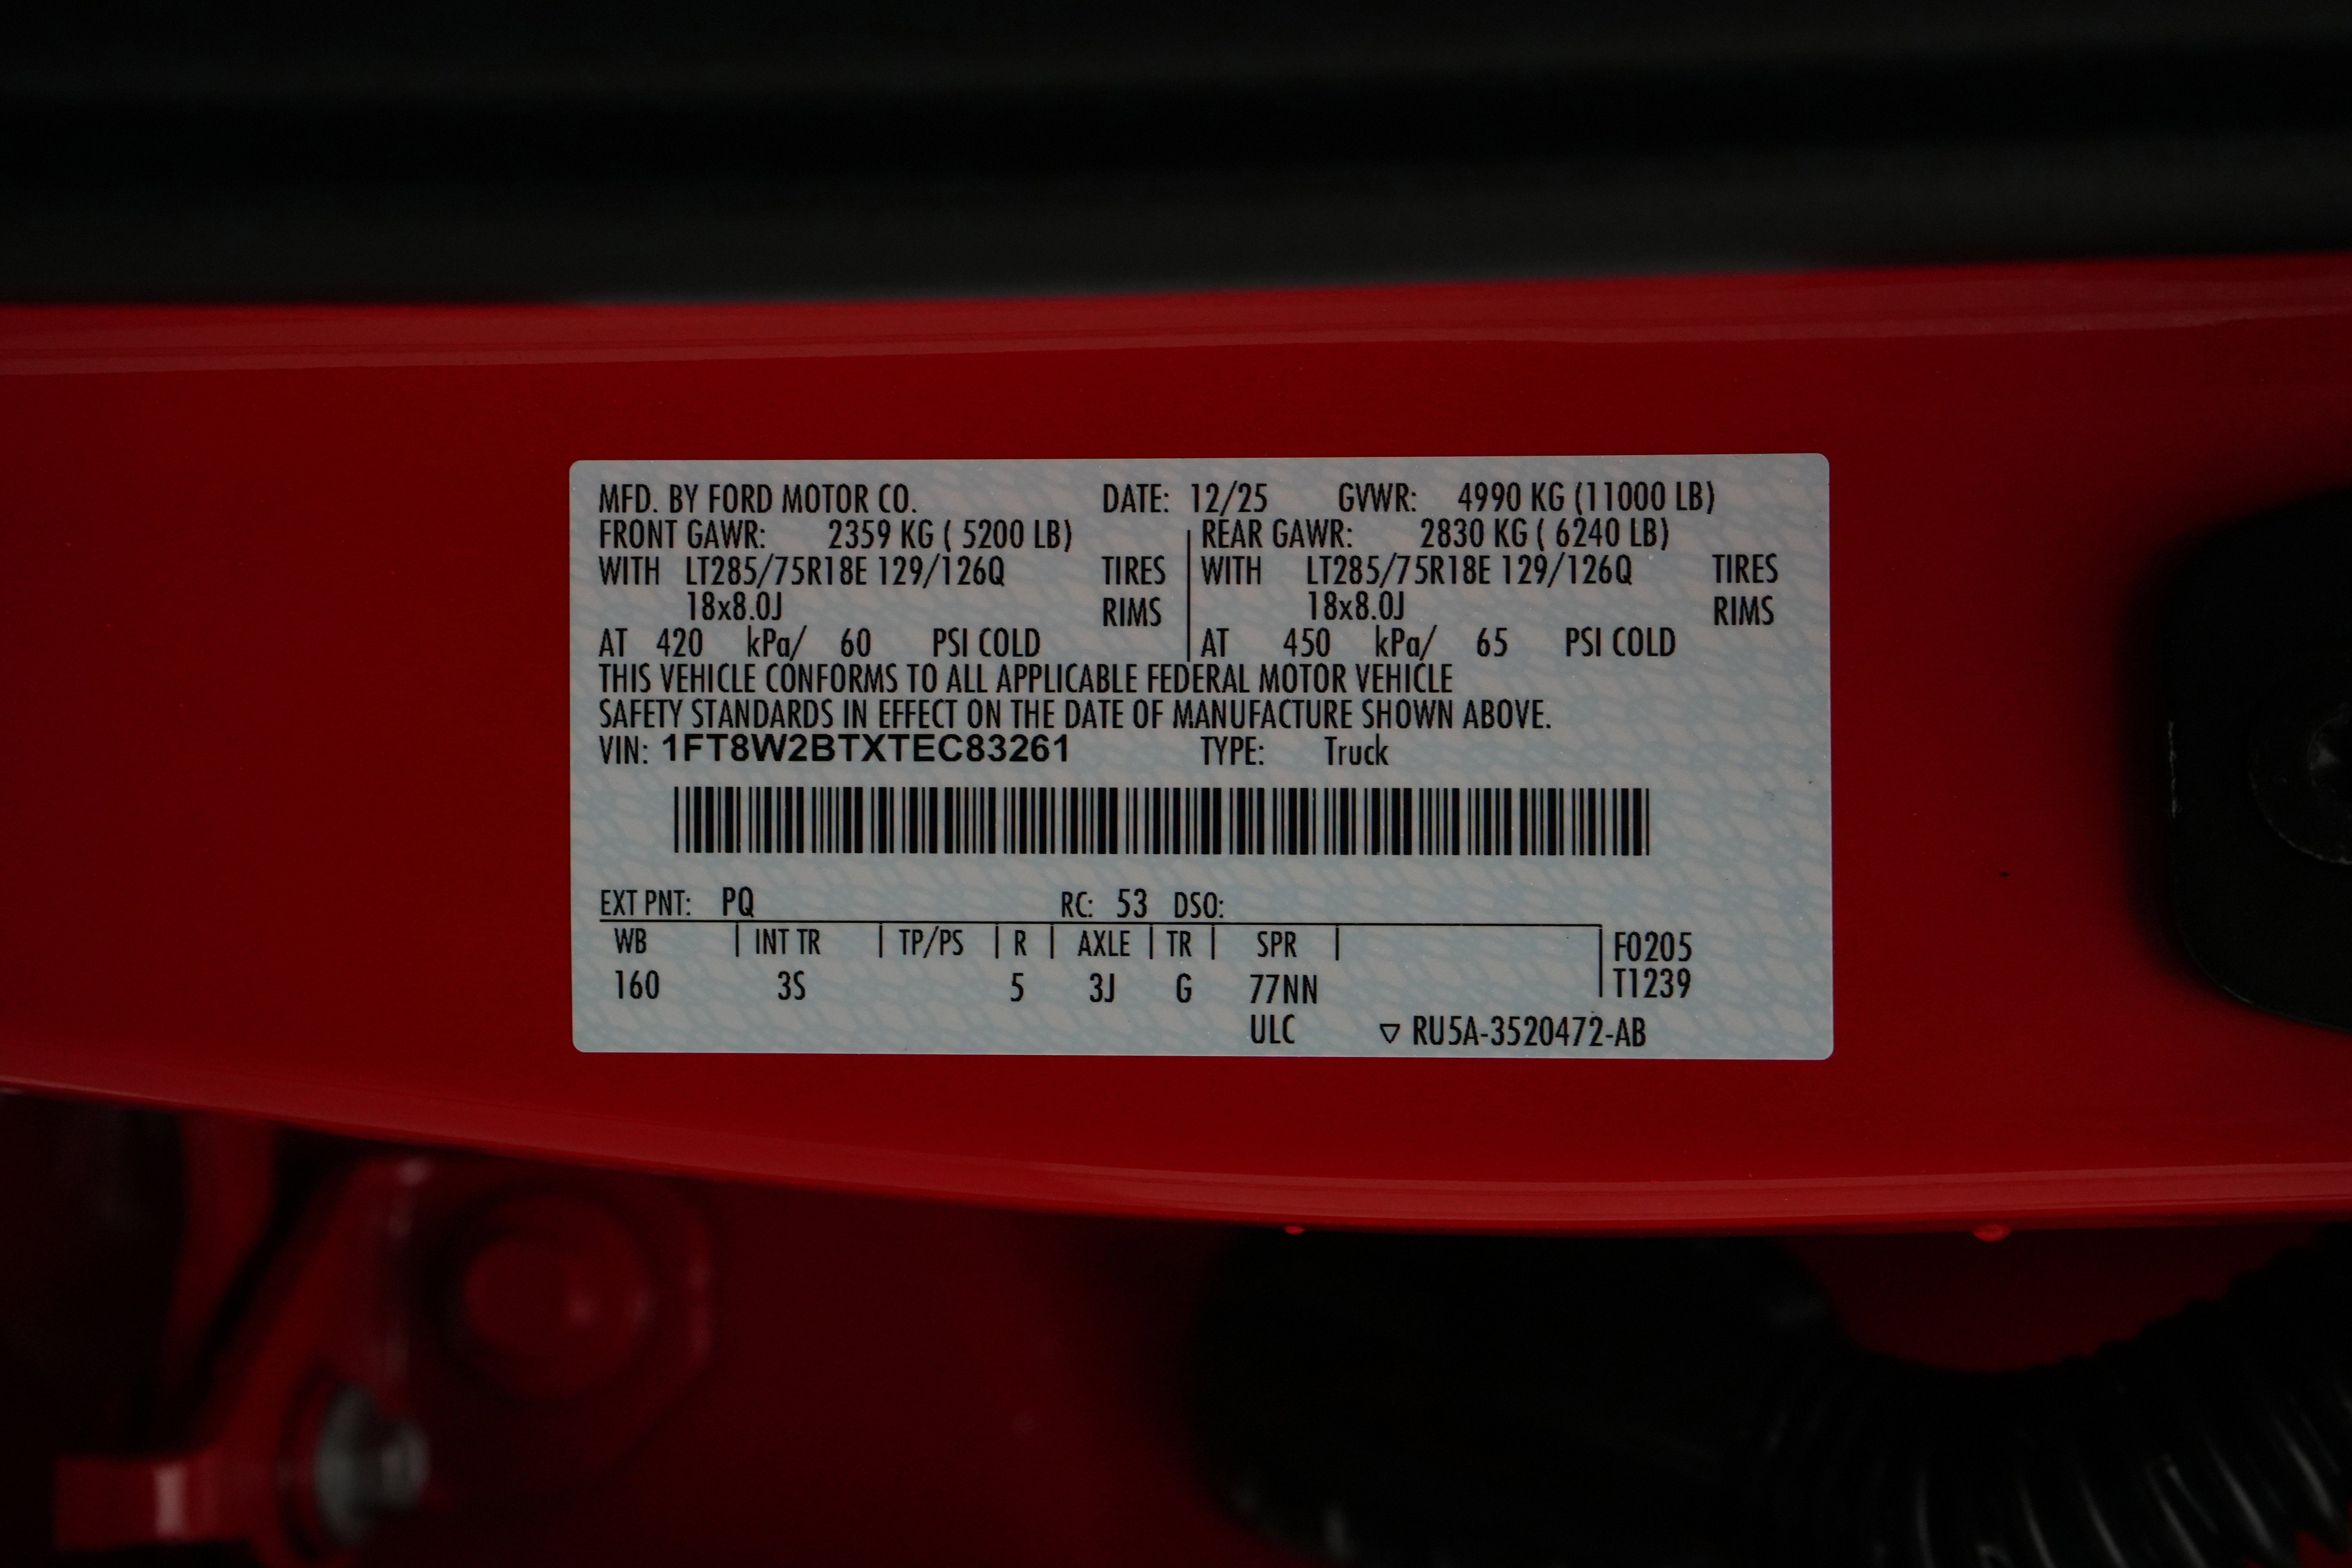 MFD. BY FORD MOTOR CO. DATE: 12/25 GVWR: 4990 KG (11000 LB)
FRONT GAWR: 2359 KG ( 5200 LB) REAR GAWR: 2830 KG ( 6240 LB)
WITH LT285/75R18E 129/126Q TIRES WITH LT285/75R18E 129/126Q TIRES
18x8.0J RIMS 18x8.0J RIMS
AT 420 kPa/ 60 PSI COLD AT 450 kPa/ 65 PSI COLD
THIS VEHICLE CONFORMS TO ALL APPLICABLE FEDERAL MOTOR VEHICLE
SAFETY STANDARDS IN EFFECT ON THE DATE OF MANUFACTURE SHOWN ABOVE.
VIN: 1FT8W2BTXTEC83261 TYPE: Truck
EXT PNT: PQ RC: 53 DSO:
WB | INT TR | TP/PS | R | AXLE | TR | SPR | F0205
160 3S 5 3J G 77NN T1239
ULC ▽ RU5A-3520472-AB